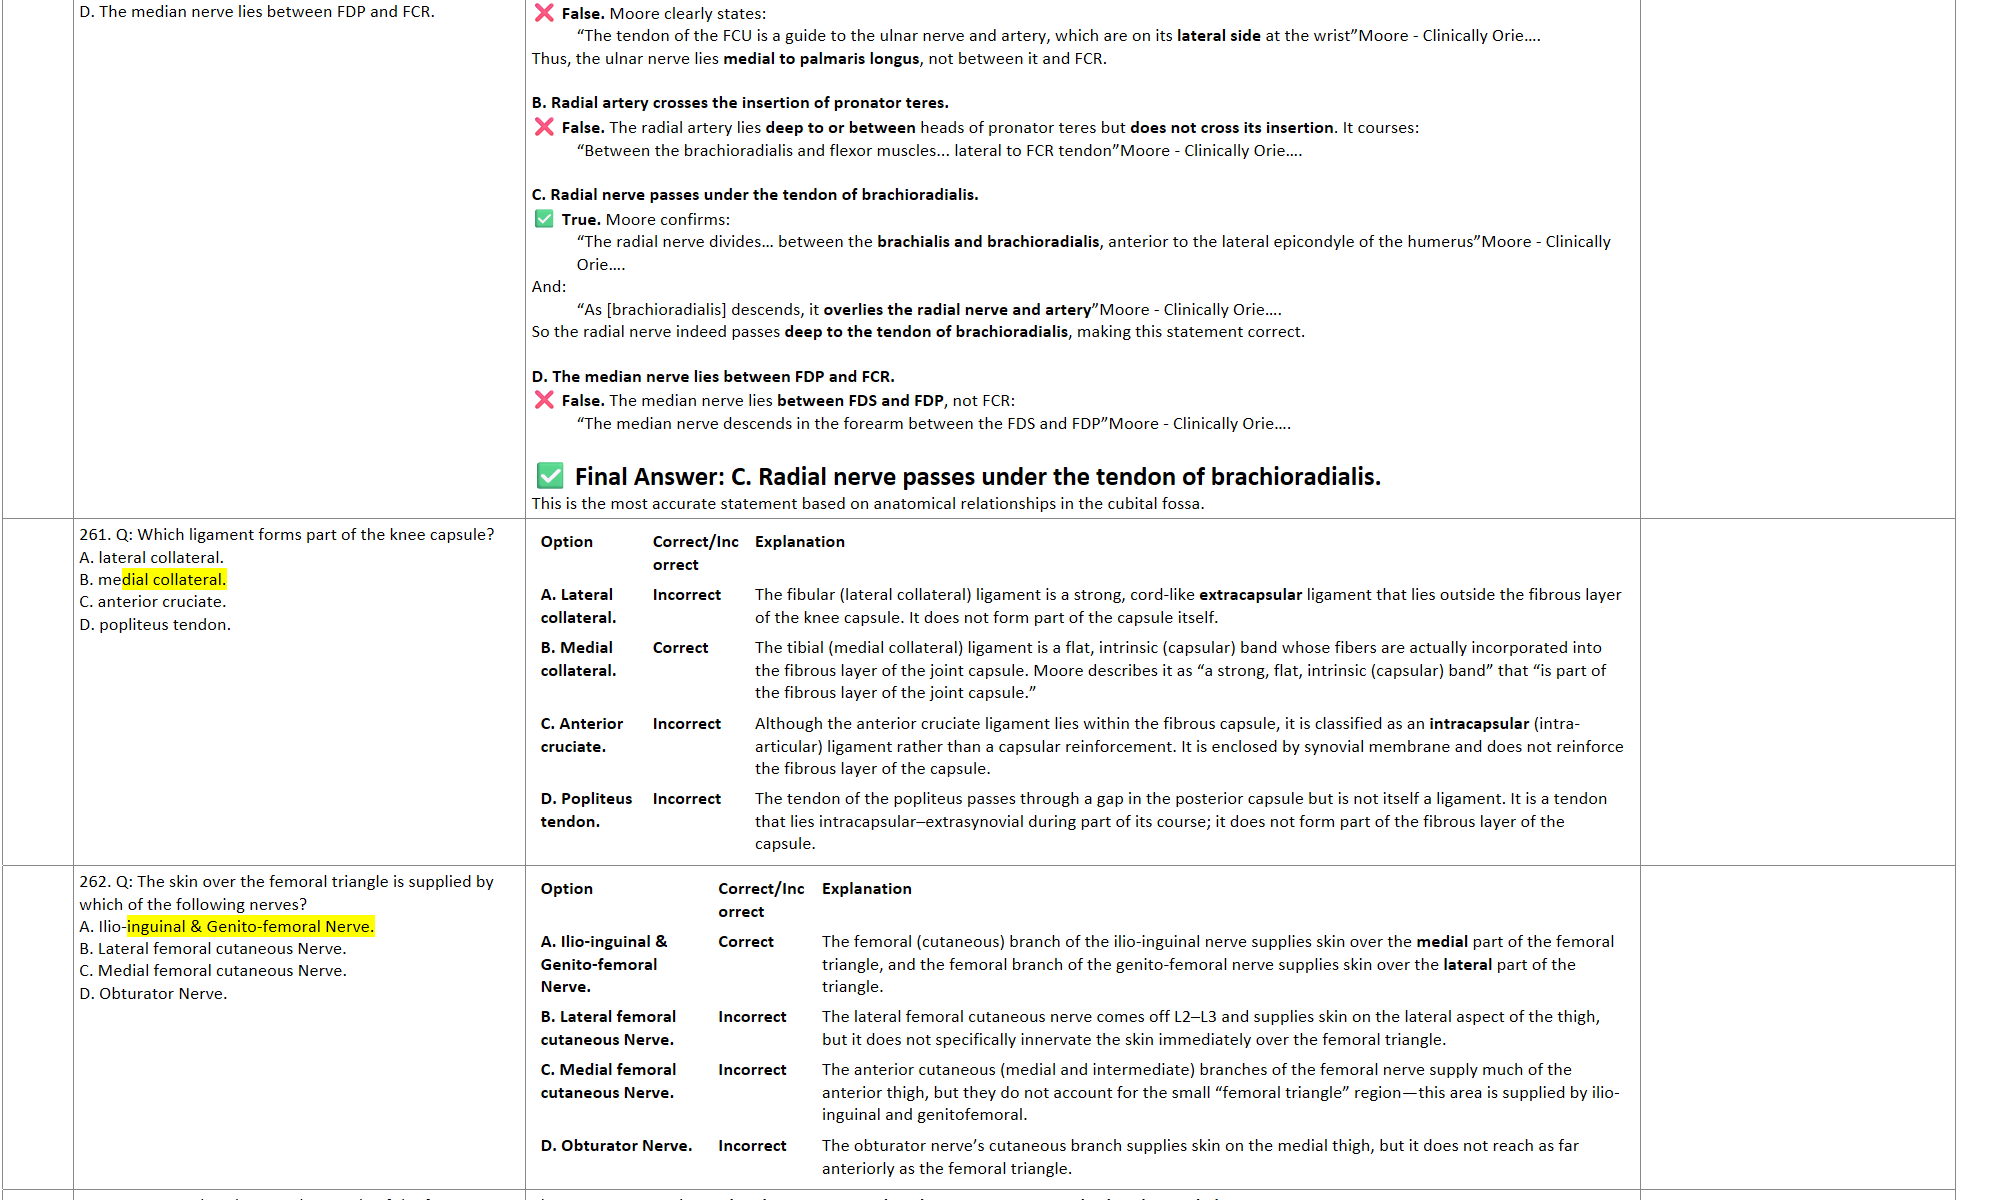 D. The median nerve lies between FDP and FCR.
❌ False. Moore clearly states:
“The tendon of the FCU is a guide to the ulnar nerve and artery, which are on its lateral side at the wrist”Moore - Clinically Orie....
Thus, the ulnar nerve lies medial to palmaris longus, not between it and FCR.
B. Radial artery crosses the insertion of pronator teres.
❌ False. The radial artery lies deep to or between heads of pronator teres but does not cross its insertion. It courses:
“Between the brachioradialis and flexor muscles... lateral to FCR tendon”Moore - Clinically Orie....
C. Radial nerve passes under the tendon of brachioradialis.
✅ True. Moore confirms:
“The radial nerve divides... between the brachialis and brachioradialis, anterior to the lateral epicondyle of the humerus”Moore - Clinically
Orie....
And:
“As [brachioradialis] descends, it overlies the radial nerve and artery”Moore - Clinically Orie....
So the radial nerve indeed passes deep to the tendon of brachioradialis, making this statement correct.
D. The median nerve lies between FDP and FCR.
❌ False. The median nerve lies between FDS and FDP, not FCR:
“The median nerve descends in the forearm between the FDS and FDP”Moore - Clinically Orie....
✅ Final Answer: C. Radial nerve passes under the tendon of brachioradialis.
This is the most accurate statement based on anatomical relationships in the cubital fossa.
261. Q: Which ligament forms part of the knee capsule?
A. lateral collateral.
B. medial collateral.
C. anterior cruciate.
D. popliteus tendon.
Option
Correct/Inc
orrect
Explanation
A. Lateral
collateral.
Incorrect
The fibular (lateral collateral) ligament is a strong, cord-like extracapsular ligament that lies outside the fibrous layer
of the knee capsule. It does not form part of the capsule itself.
B. Medial
collateral.
Correct
The tibial (medial collateral) ligament is a flat, intrinsic (capsular) band whose fibers are actually incorporated into
the fibrous layer of the joint capsule. Moore describes it as “a strong, flat, intrinsic (capsular) band” that “is part of
the fibrous layer of the joint capsule.”
C. Anterior
cruciate.
Incorrect
Although the anterior cruciate ligament lies within the fibrous capsule, it is classified as an intracapsular (intra-
articular) ligament rather than a capsular reinforcement. It is enclosed by synovial membrane and does not reinforce
the fibrous layer of the capsule.
D. Popliteus
tendon.
Incorrect
The tendon of the popliteus passes through a gap in the posterior capsule but is not itself a ligament. It is a tendon
that lies intracapsular–extrasynovial during part of its course; it does not form part of the fibrous layer of the
capsule.
262. Q: The skin over the femoral triangle is supplied by
which of the following nerves?
A. Ilio-inguinal & Genito-femoral Nerve.
B. Lateral femoral cutaneous Nerve.
C. Medial femoral cutaneous Nerve.
D. Obturator Nerve.
Option
Correct/Inc
orrect
Explanation
A. Ilio-inguinal &
Genito-femoral
Nerve.
Correct
The femoral (cutaneous) branch of the ilio-inguinal nerve supplies skin over the medial part of the femoral
triangle, and the femoral branch of the genito-femoral nerve supplies skin over the lateral part of the
triangle.
B. Lateral femoral
cutaneous Nerve.
Incorrect
The lateral femoral cutaneous nerve comes off L2–L3 and supplies skin on the lateral aspect of the thigh,
but it does not specifically innervate the skin immediately over the femoral triangle.
C. Medial femoral
cutaneous Nerve.
Incorrect
The anterior cutaneous (medial and intermediate) branches of the femoral nerve supply much of the
anterior thigh, but they do not account for the small “femoral triangle” region—this area is supplied by ilio-
inguinal and genitofemoral.
D. Obturator Nerve.
Incorrect
The obturator nerve’s cutaneous branch supplies skin on the medial thigh, but it does not reach as far
anteriorly as the femoral triangle.